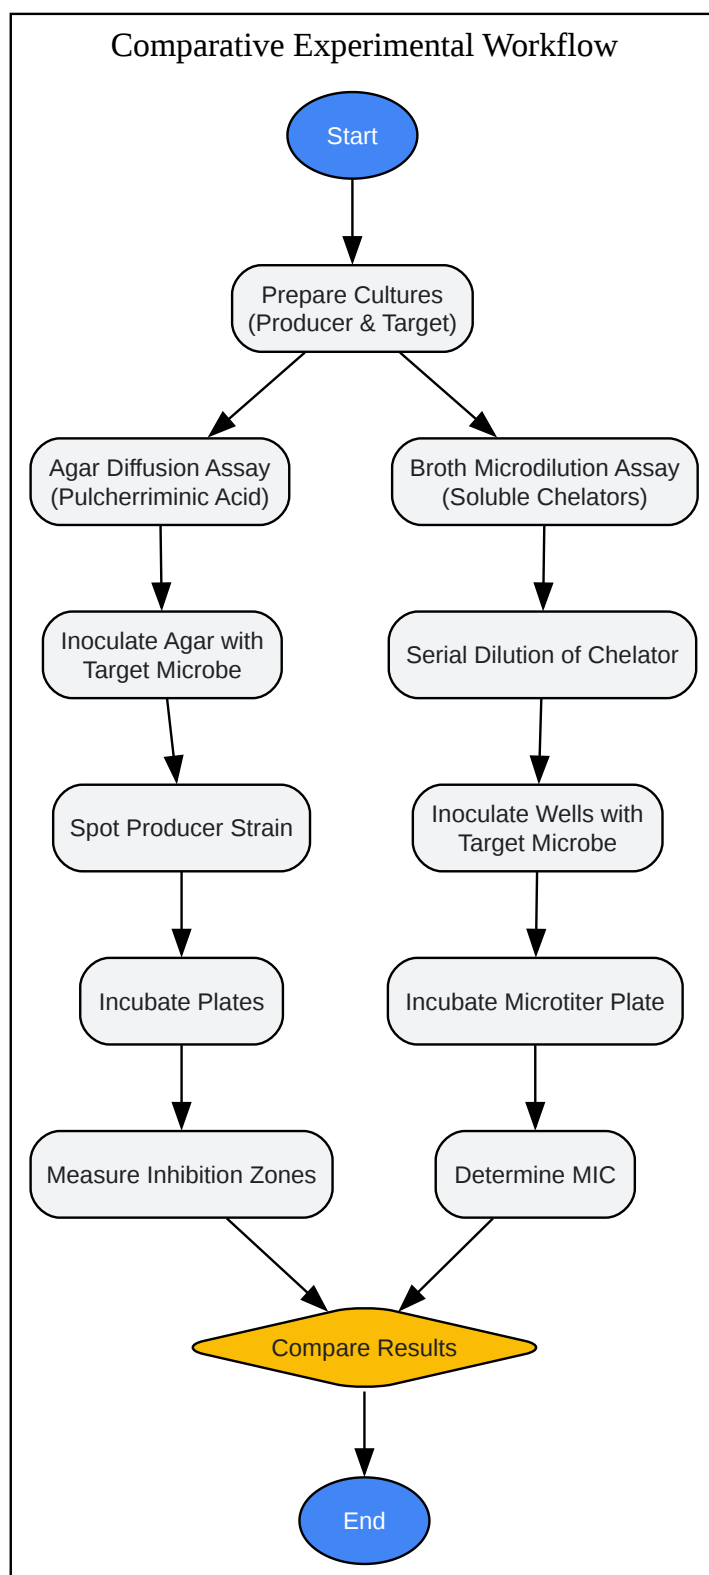 Comparative Experimental Workflow
Start
Prepare Cultures
(Producer & Target)
Agar Diffusion Assay
(Pulcherriminic Acid)
Inoculate Agar with
Target Microbe
Spot Producer Strain
Incubate Plates
Measure Inhibition Zones
Broth Microdilution Assay
(Soluble Chelators)
Serial Dilution of Chelator
Inoculate Wells with
Target Microbe
Incubate Microtiter Plate
Determine MIC
Compare Results
End